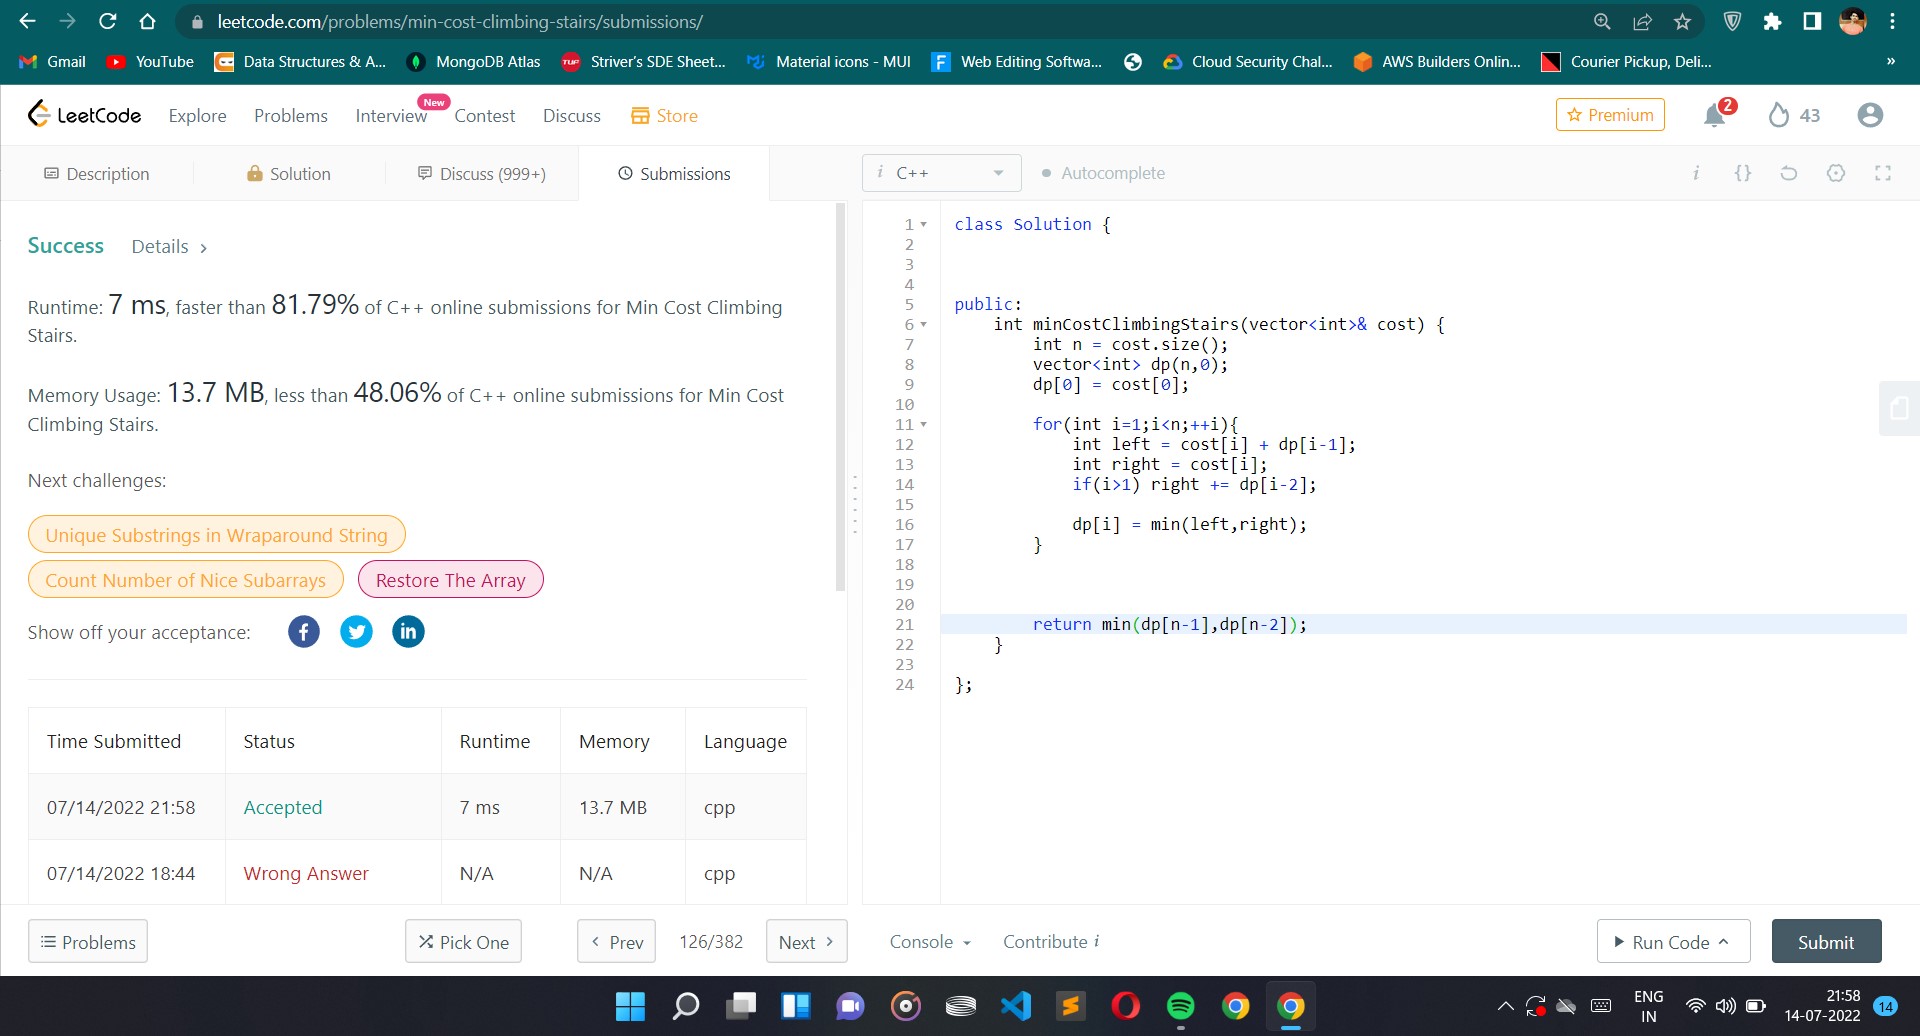 leetcode.com/problems/min-cost-climbing-stairs/submissions/
Gmail YouTube Data Structures & A... MongoDB Atlas Striver's SDE Sheet... Material icons - MUI Web Editing Softwa... Cloud Security Chal... AWS Builders Onlin... Courier Pickup, Deli... »
LeetCode Explore Problems Interview New Contest Discuss Store Premium 2 43
Description Solution Discuss (999+) Submissions
i C++ Autocomplete i {}
Success Details >
Runtime: 7 ms, faster than 81.79% of C++ online submissions for Min Cost Climbing
Stairs.
Memory Usage: 13.7 MB, less than 48.06% of C++ online submissions for Min Cost
Climbing Stairs.
Next challenges:
Unique Substrings in Wraparound String
Count Number of Nice Subarrays Restore The Array
Show off your acceptance:
Time Submitted Status Runtime Memory Language
07/14/2022 21:58 Accepted 7 ms 13.7 MB cpp
07/14/2022 18:44 Wrong Answer N/A N/A cpp
1 class Solution {
2
3
4
5 public:
6 int minCostClimbingStairs(vector<int>& cost) {
7 int n = cost.size();
8 vector<int> dp(n,0);
9 dp[0] = cost[0];
10
11 for(int i=1;i<n;++i){
12 int left = cost[i] + dp[i-1];
13 int right = cost[i];
14 if(i>1) right += dp[i-2];
15
16 dp[i] = min(left,right);
17 }
18
19
20
21 return min(dp[n-1],dp[n-2]);
22 }
23
24 };
Problems Pick One < Prev 126/382 Next > Console Contribute i Run Code Submit
ENG
IN
21:58
14-07-2022
14